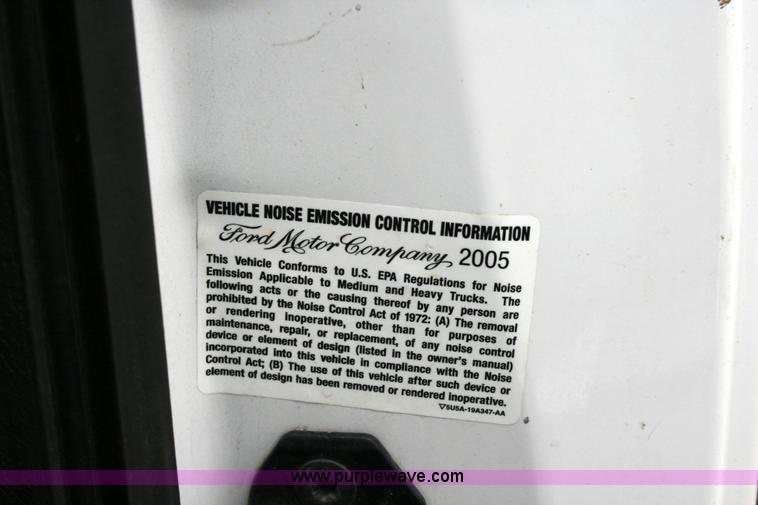 VEHICLE NOISE EMISSION CONTROL INFORMATION
Ford Motor Company, 2005
This Vehicle Conforms to U.S. EPA Regulations for Noise
Emission Applicable to Medium and Heavy Trucks. The
following acts or the causing thereof by any person are
prohibited by the Noise Control Act of 1972: (A) The removal
or rendering inoperative, other than for purposes of
maintenance, repair, or replacement, of any noise control
device or element of design (listed in the owner's manual)
incorporated into this vehicle in compliance with the Noise
Control Act; (B) The use of this vehicle after such device or
element of design has been removed or rendered inoperative.
▽5U5A-19A347-AA
www.purplewave.com